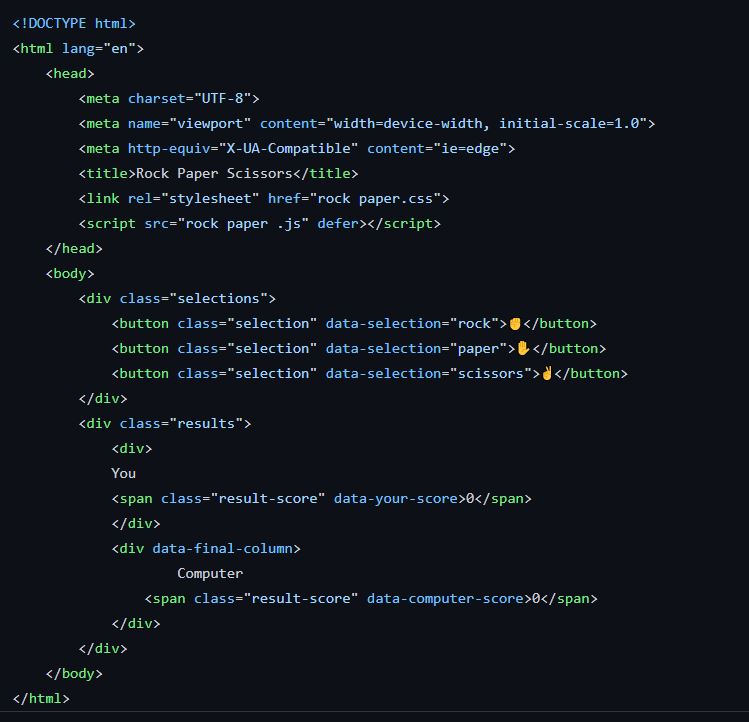 <!DOCTYPE html>
<html lang="en">
    <head>
        <meta charset="UTF-8">
        <meta name="viewport" content="width=device-width, initial-scale=1.0">
        <meta http-equiv="X-UA-Compatible" content="ie=edge">
        <title>Rock Paper Scissors</title>
        <link rel="stylesheet" href="rock paper.css">
        <script src="rock paper .js" defer></script>
    </head>
    <body>
        <div class="selections">
            <button class="selection" data-selection="rock">✊</button>
            <button class="selection" data-selection="paper">✋</button>
            <button class="selection" data-selection="scissors">✌</button>
        </div>
        <div class="results">
            <div>
            You
            <span class="result-score" data-your-score>0</span>
            </div>
            <div data-final-column>
                    Computer
                <span class="result-score" data-computer-score>0</span>
            </div>
        </div>
    </body>
</html>